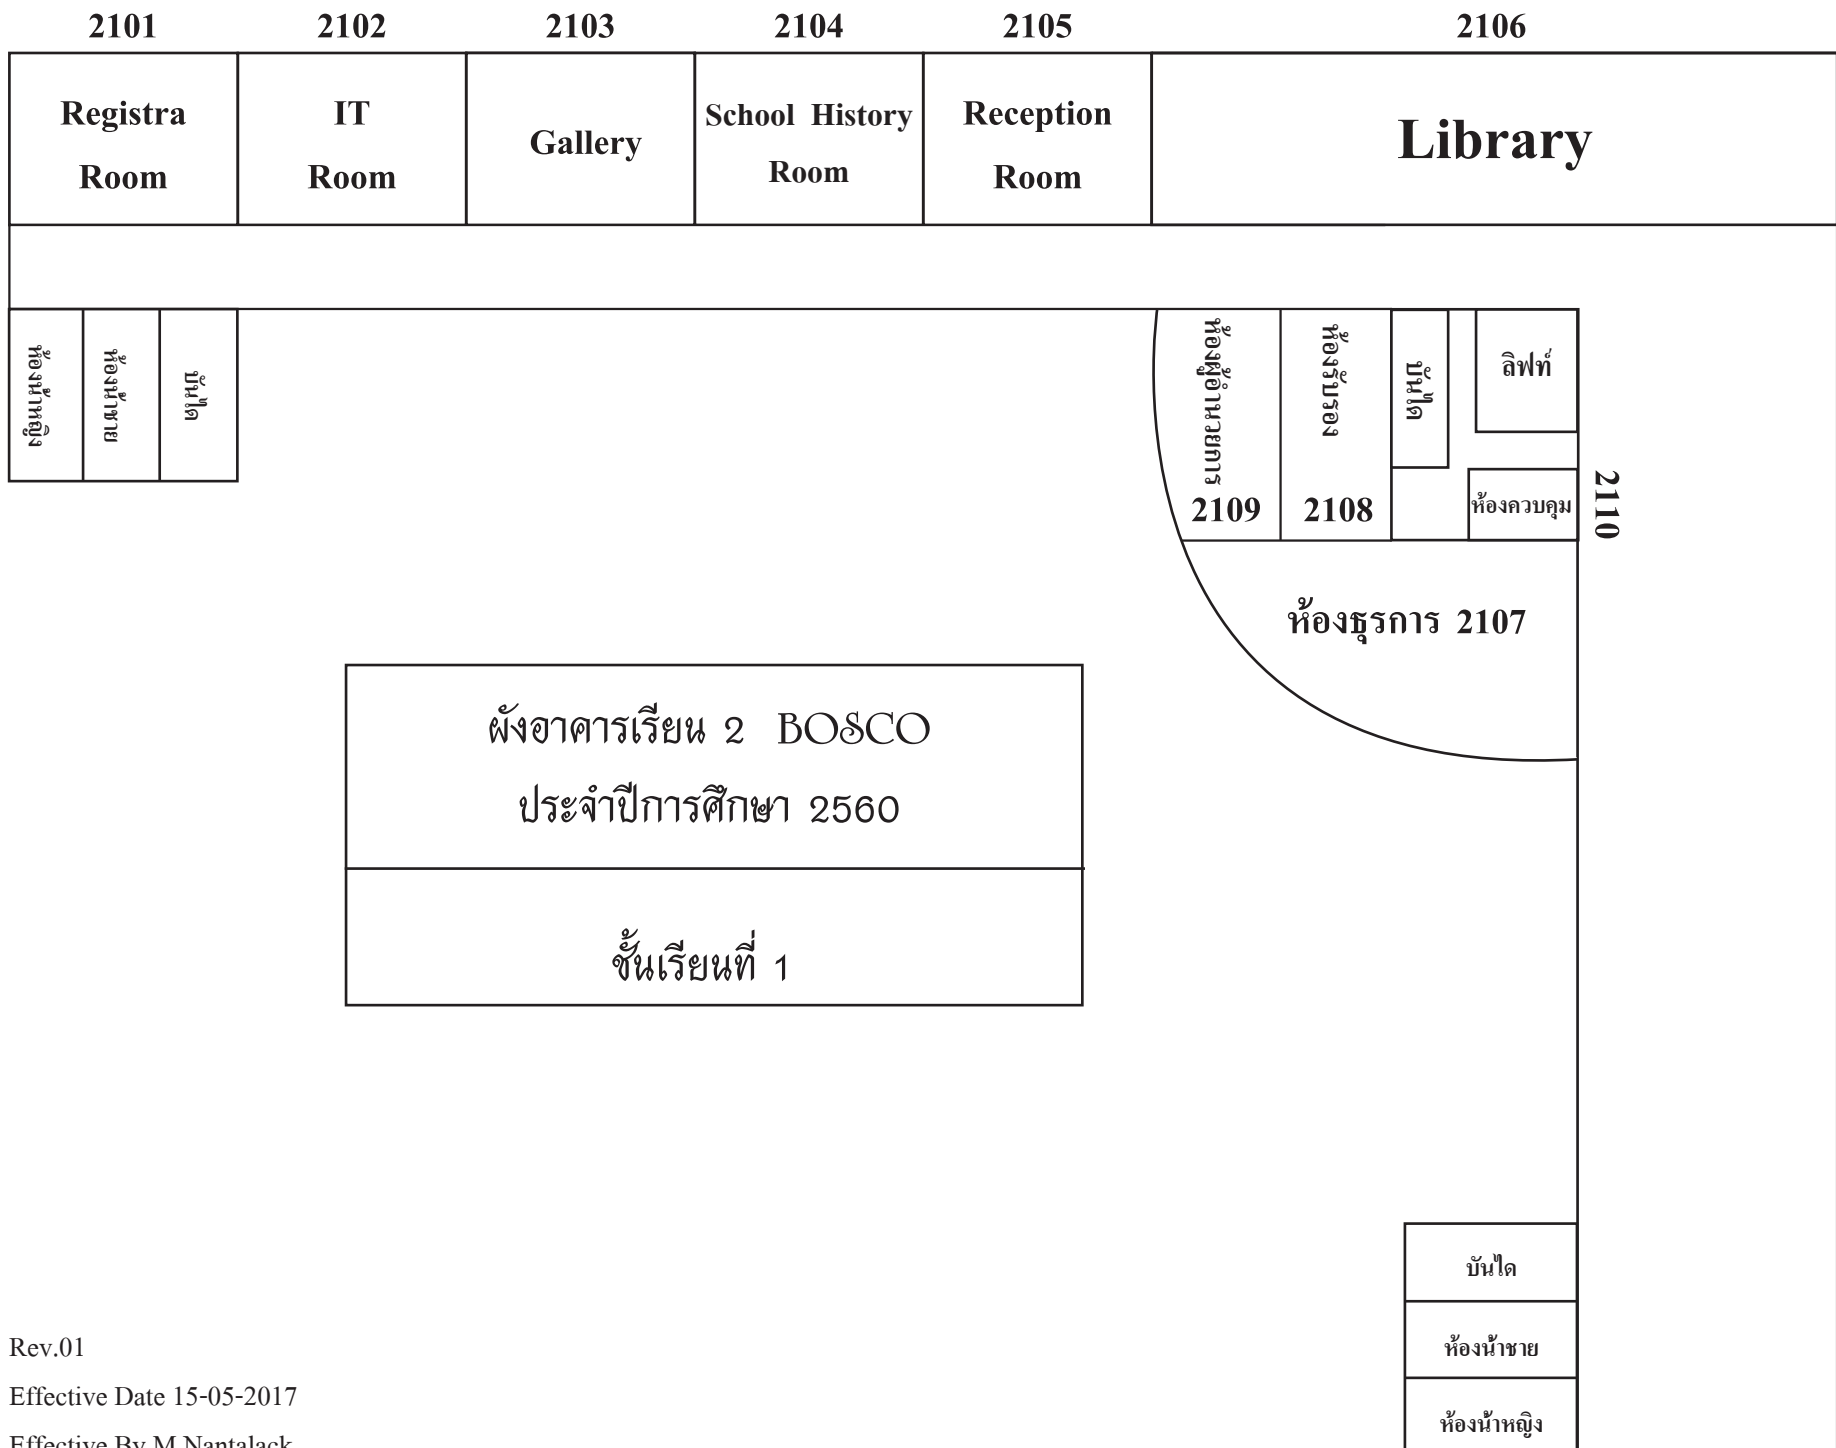 2101 2102 2103 2104 2105 2106
Registra
Room
IT
Room
Gallery
School History
Room
Reception
Room
Library
ห้องน้ำหญิง
ห้องน้ำชาย
บันได
ห้องผู้อำนวยการ
2109
ห้องรับรอง
2108
บันได
ลิฟท์
ห้องควบคุม
2110
ห้องธุรการ 2107
ผังอาคารเรียน 2 BOSCO
ประจำปีการศึกษา 2560
ชั้นเรียนที่ 1
บันได
ห้องน้ำชาย
ห้องน้ำหญิง
Rev.01
Effective Date 15-05-2017
Effective By M.Nantalack